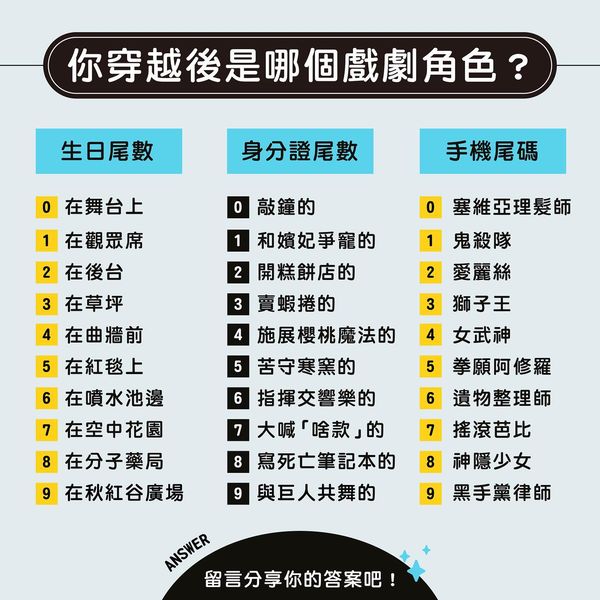 你穿越後是哪個戲劇角色？
生日尾數
0 在舞台上
1 在觀眾席
2 在後台
3 在草坪
4 在曲牆前
5 在紅毯上
6 在噴水池邊
7 在空中花園
8 在分子藥局
9 在秋紅谷廣場
身分證尾數
0 敲鐘的
1 和嬪妃爭寵的
2 開糕餅店的
3 賣蝦捲的
4 施展櫻桃魔法的
5 苦守寒窯的
6 指揮交響樂的
7 大喊「啥款」的
8 寫死亡筆記本的
9 與巨人共舞的
手機尾碼
0 塞維亞理髮師
1 鬼殺隊
2 愛麗絲
3 獅子王
4 女武神
5 拳願阿修羅
6 遺物整理師
7 搖滾芭比
8 神隱少女
9 黑手黨律師
ANSWER
留言分享你的答案吧！